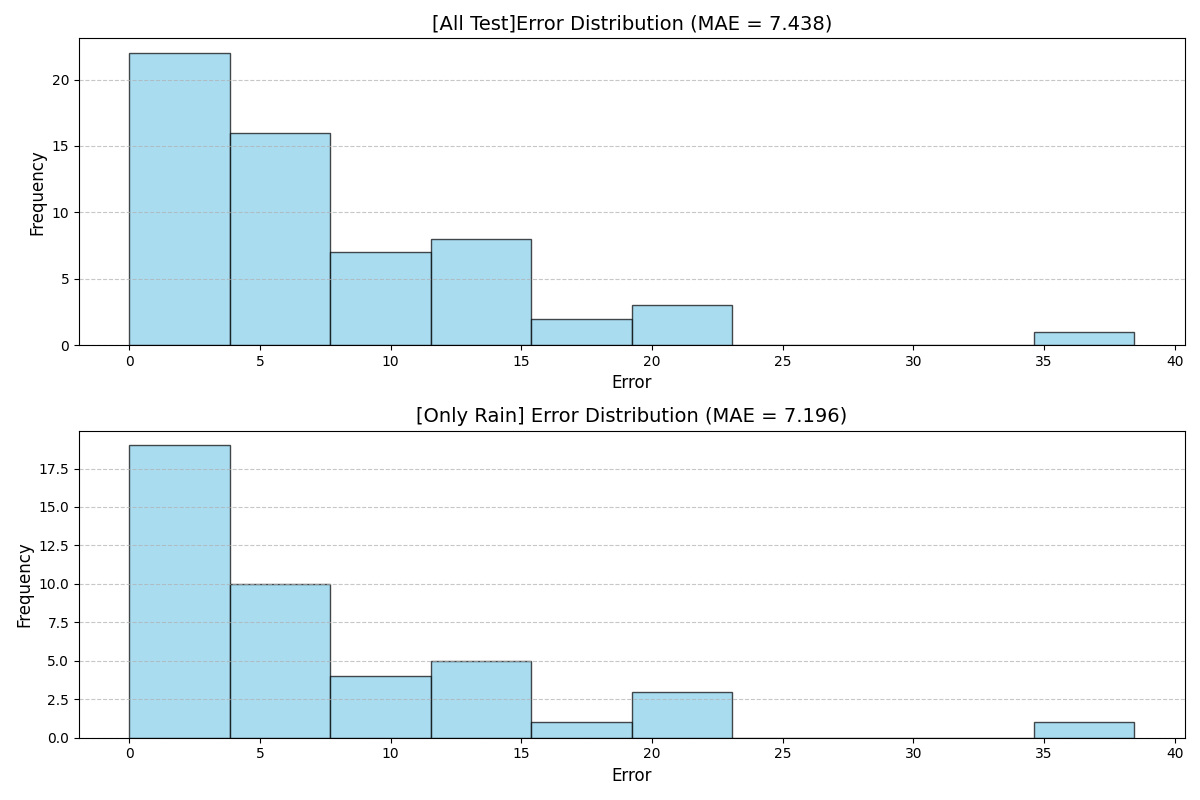 [All Test]Error Distribution (MAE = 7.438)
20
15
10
5
0
Frequency
0 5 10 15 20 25 30 35 40
Error
[Only Rain] Error Distribution (MAE = 7.196)
17.5
15.0
12.5
10.0
7.5
5.0
2.5
0.0
Frequency
0 5 10 15 20 25 30 35 40
Error